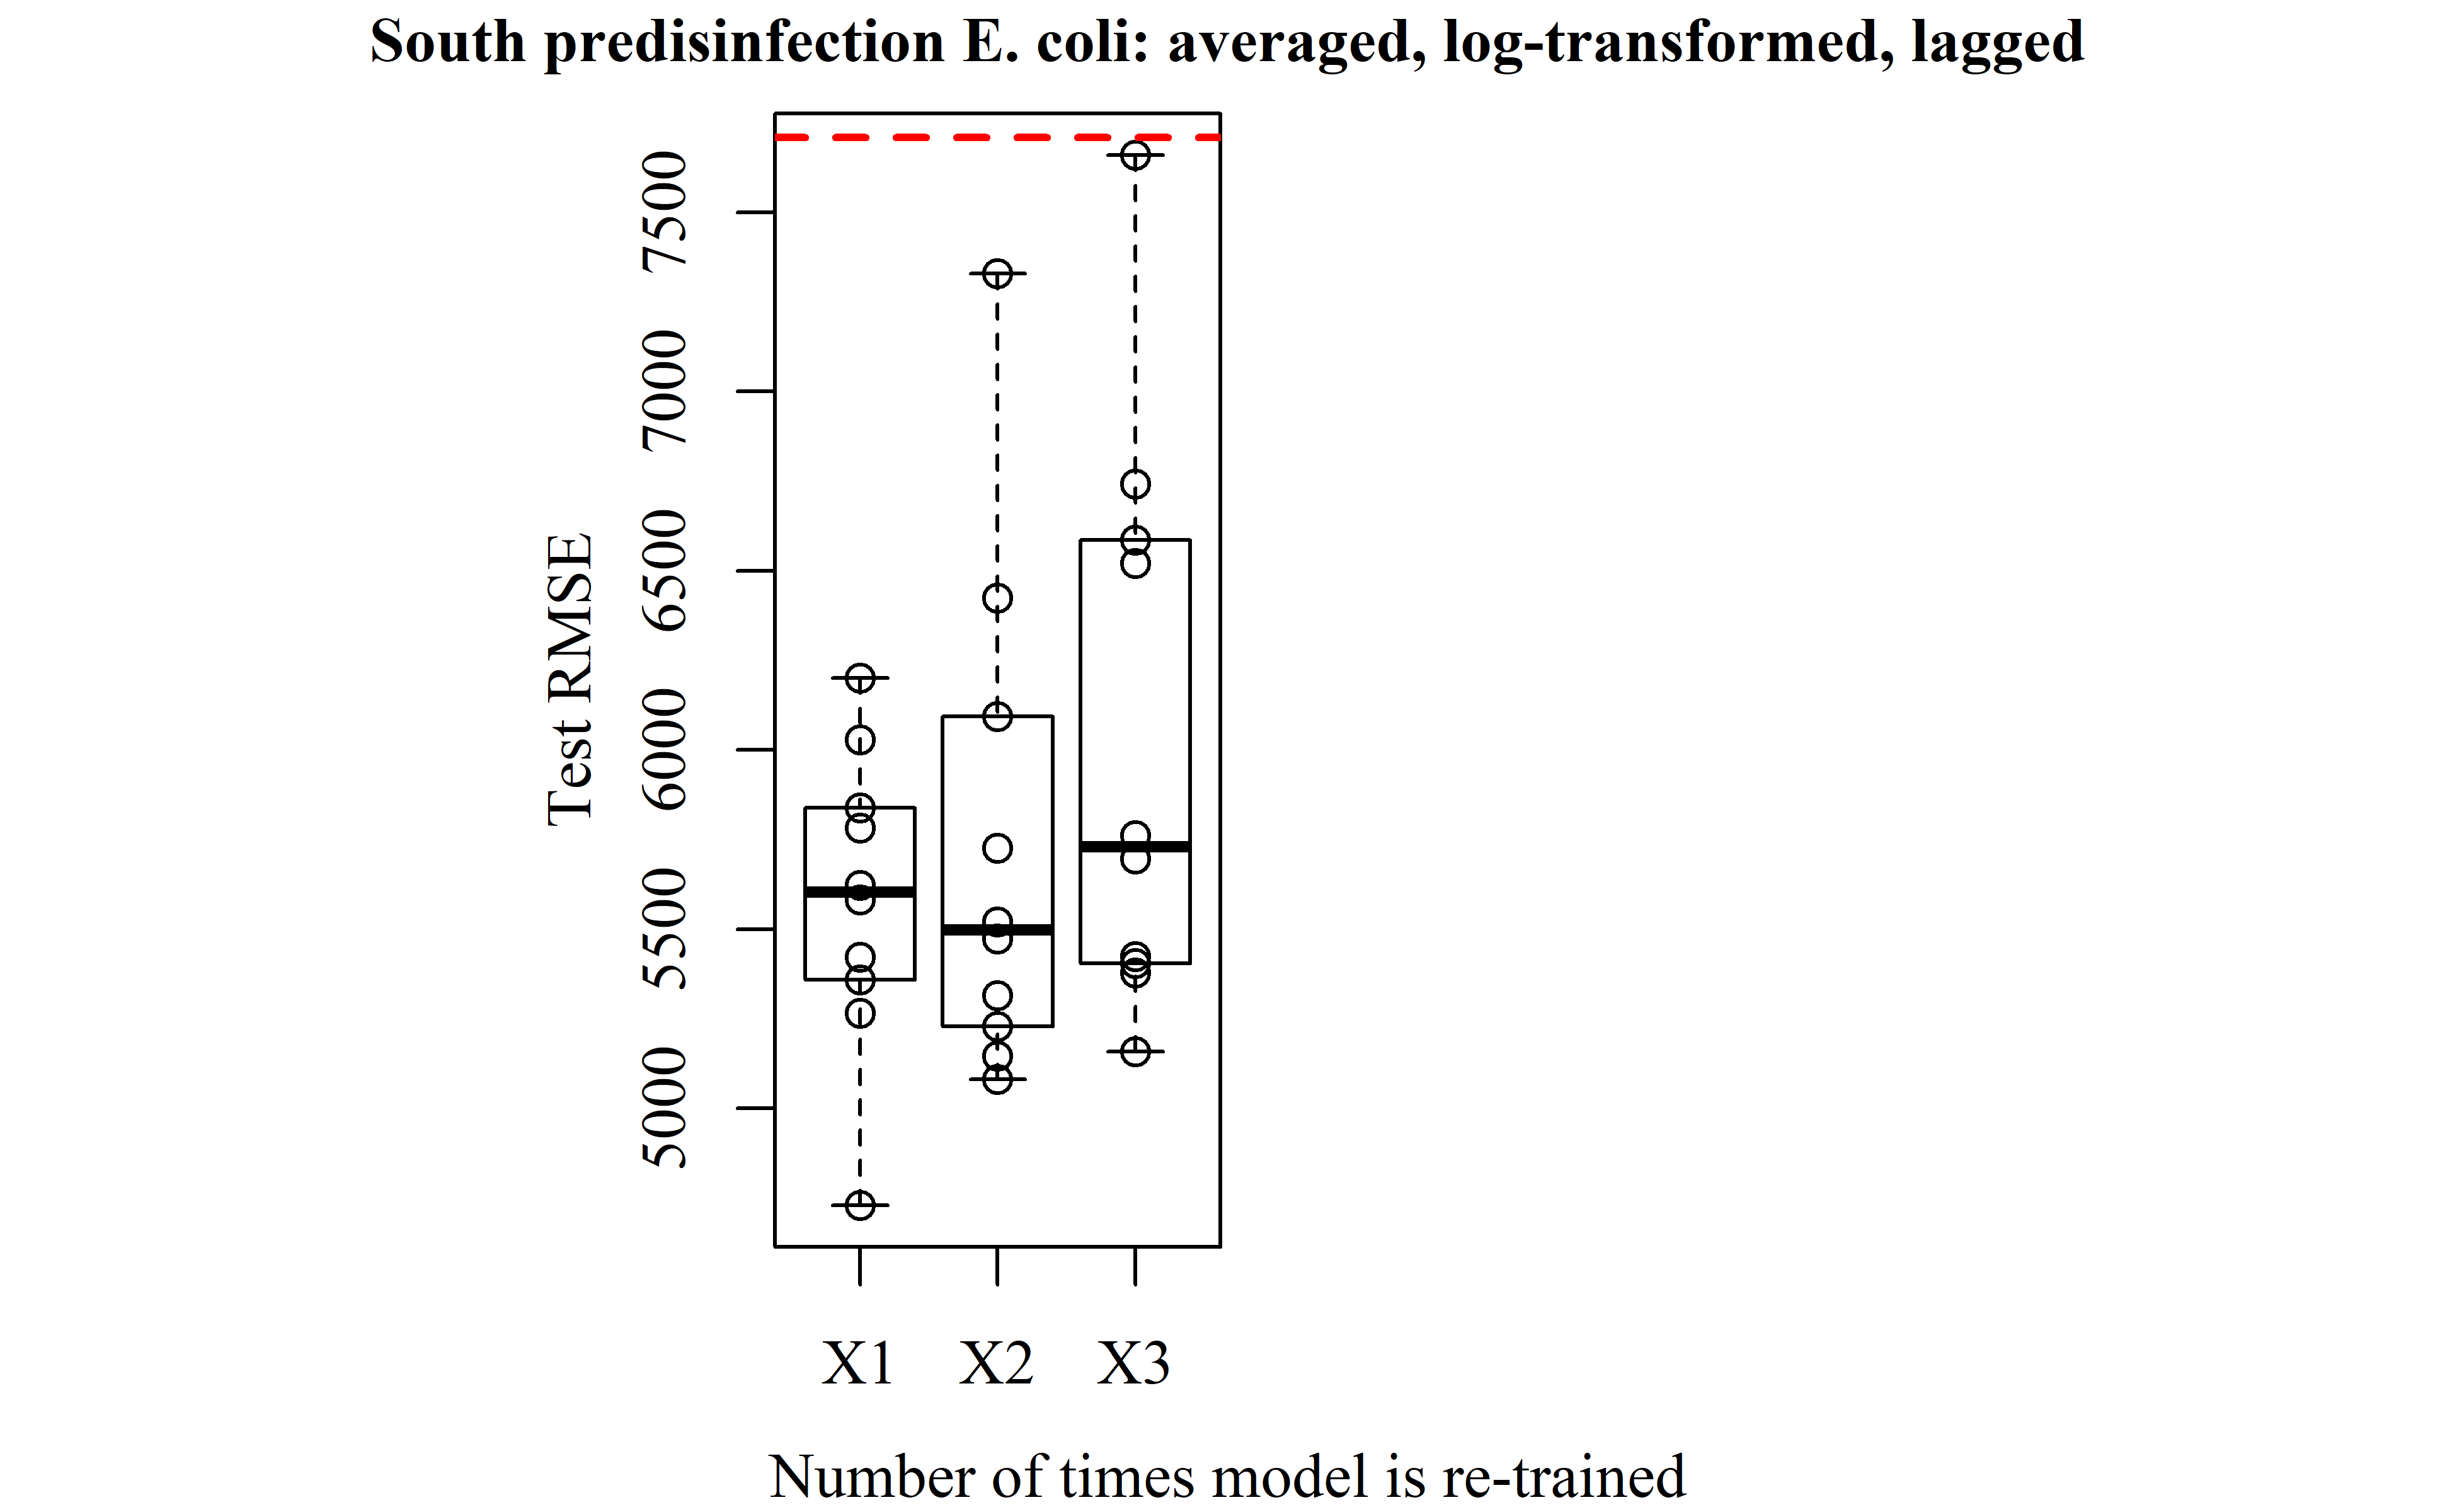 South predisinfection E. coli: averaged, log-transformed, lagged
Test RMSE
7500
7000
6500
6000
5500
5000
X1 X2 X3
Number of times model is re-trained